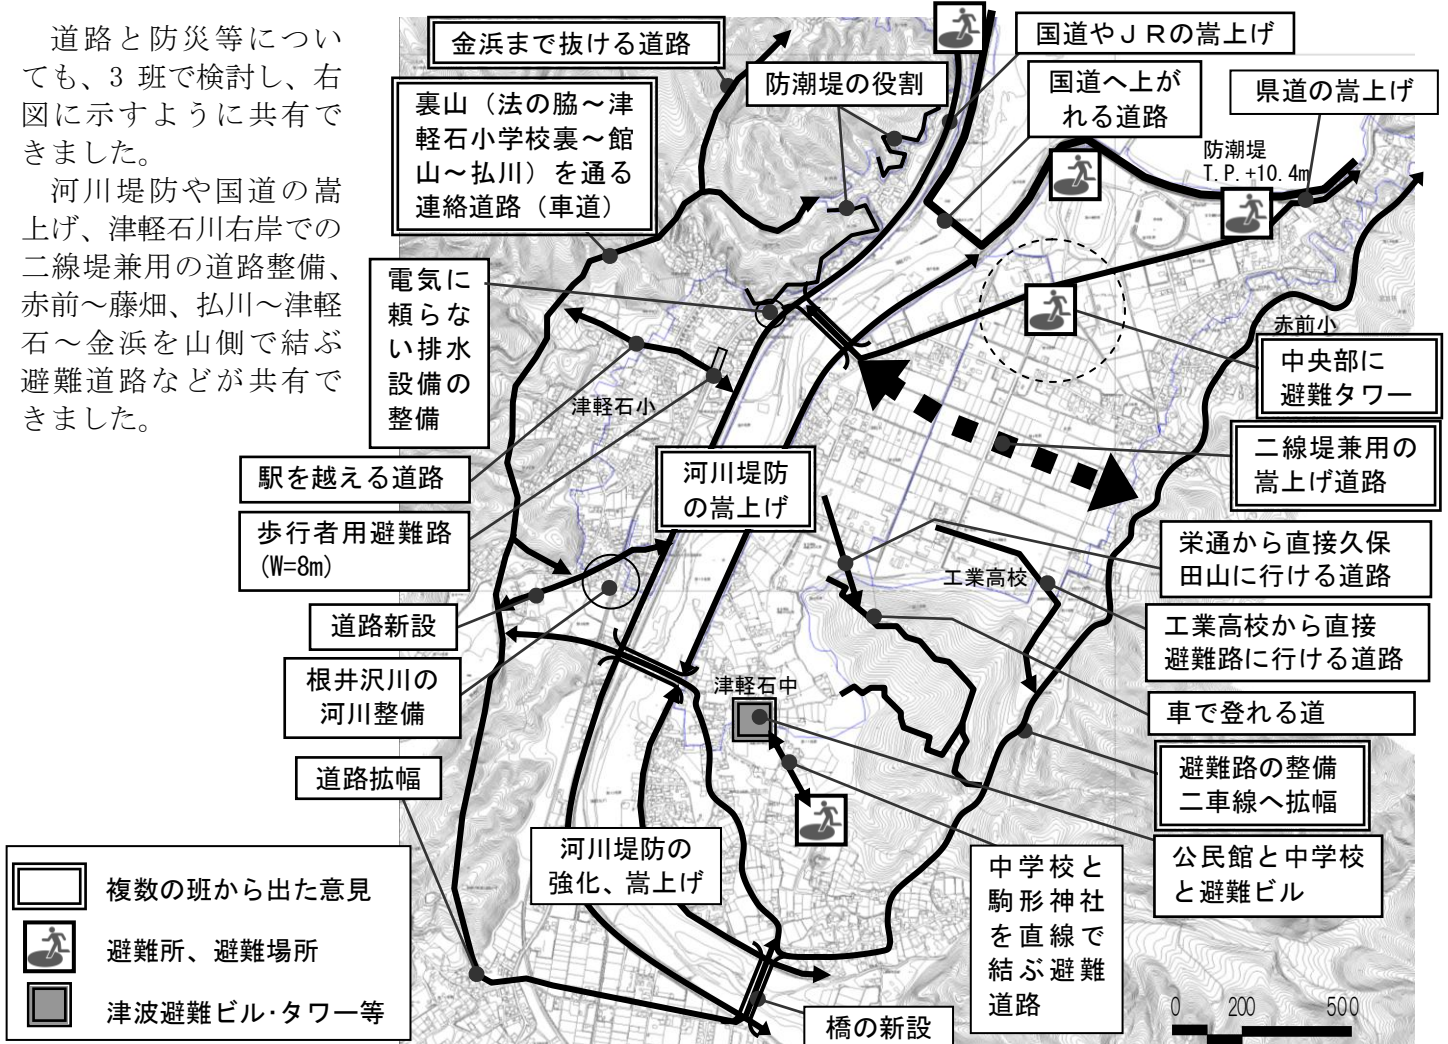 道路と防災等につい
ても、3 班で検討し、右
図に示すように共有で
きました。
河川堤防や国道の嵩
上げ、津軽石川右岸での
二線堤兼用の道路整備、
赤前～藤畑、払川～津軽
石～金浜を山側で結ぶ
避難道路などが共有で
きました。
金浜まで抜ける道路
裏山（法の脇～津
軽石小学校裏～館
山～払川）を通る
連絡道路（車道）
防潮堤の役割
国道やＪＲの嵩上げ
国道へ上が
れる道路
県道の嵩上げ
防潮堤
T.P.+10.4m
電気に
頼らな
い排水
設備の
整備
津軽石小
赤前小
中央部に
避難タワー
二線堤兼用の
嵩上げ道路
河川堤防
の嵩上げ
駅を越える道路
歩行者用避難路
(W=8m)
道路新設
根井沢川の
河川整備
道路拡幅
栄通から直接久保
田山に行ける道路
工業高校
工業高校から直接
避難路に行ける道路
車で登れる道
津軽石中
避難路の整備
二車線へ拡幅
公民館と中学校
と避難ビル
河川堤防の
強化、嵩上げ
中学校と
駒形神社
を直線で
結ぶ避難
道路
橋の新設
複数の班から出た意見
避難所、避難場所
津波避難ビル･タワー等
0 200 500